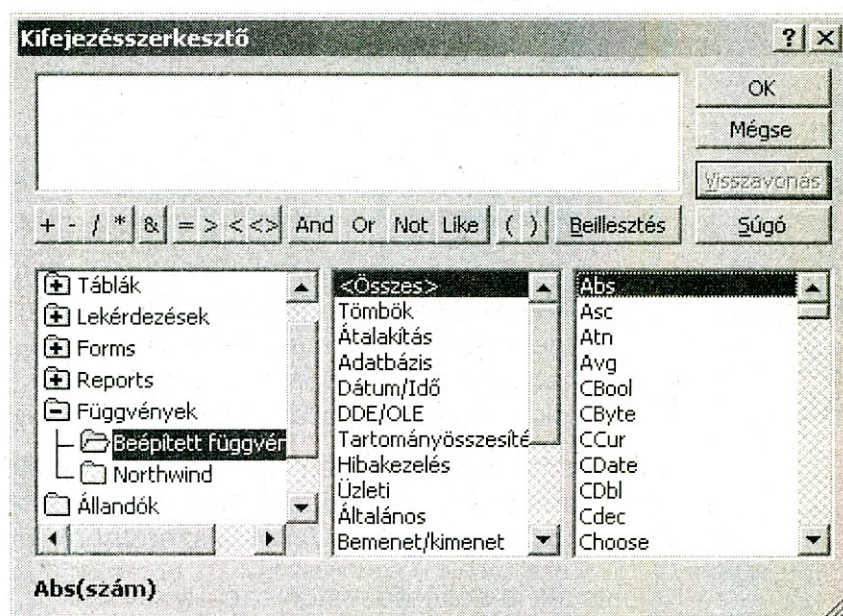 Kifejezésszerkesztő
OK
Mégse
Visszavonás
+ - / * & = > < <> And Or Not Like ( ) Beillesztés Súgó
Táblák
Lekérdezések
Forms
Reports
Függvények
Beépített függvér
Northwind
Állandók
<Összes>
Tömbök
Átalakítás
Adatbázis
Dátum/Idő
DDE/OLE
Tartományösszesíté
Hibakezelés
Üzleti
Általános
Bemenet/kimenet
Abs
Asc
Atn
Avg
CBool
CByte
CCur
CDate
CDbl
Cdec
Choose
Abs(szám)